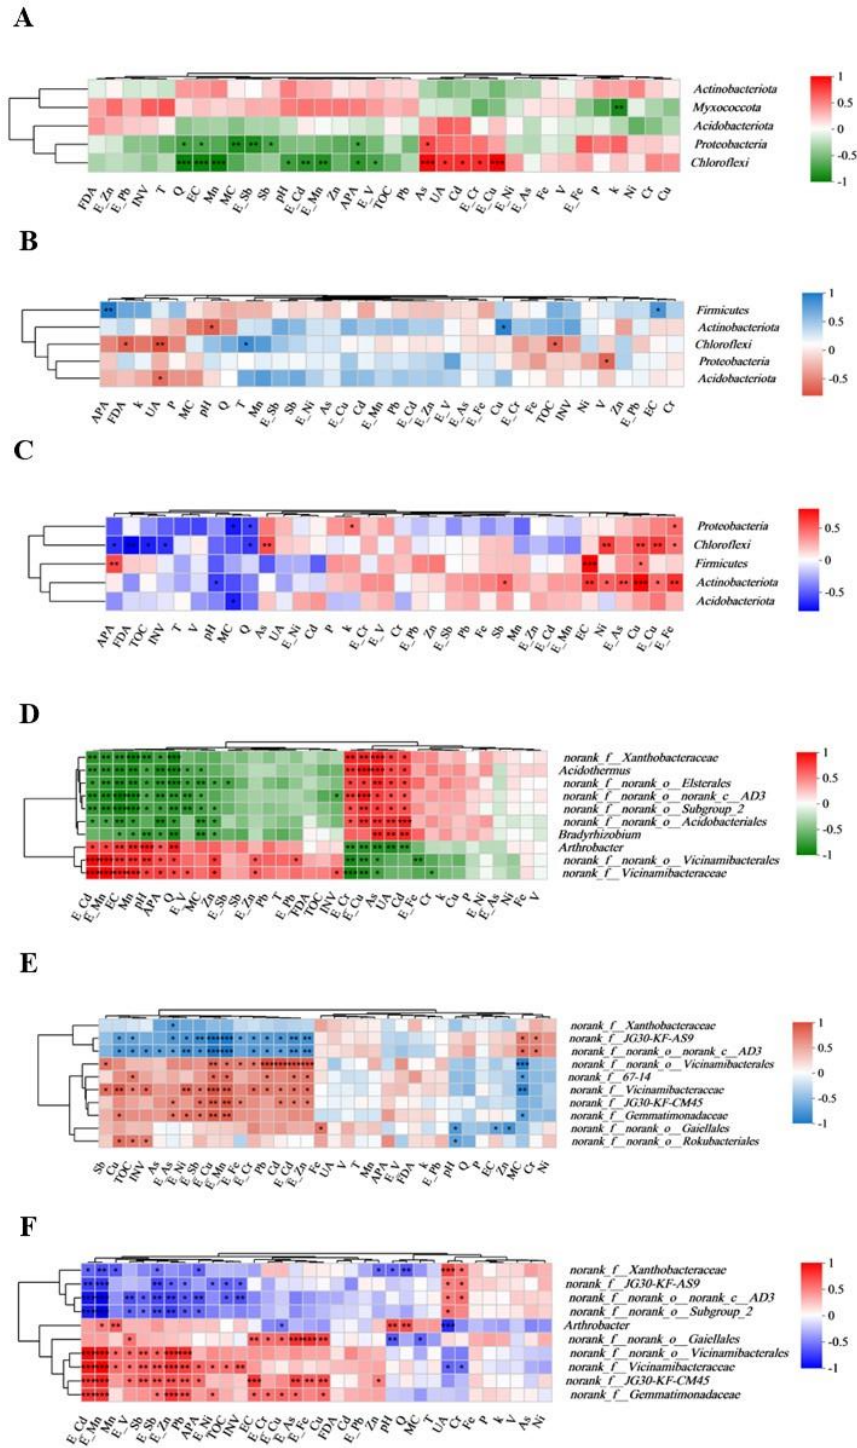 A
Actinobacteriota
Myxococcota
Acidobacteriota
Proteobacteria
Chloroflexi
1
0.5
0
-0.5
-1
FDA E_Zn E_Pb INV T Q EC Mn MC E_Sb Sb pH E_Cd E_Mn Zn APA E_V TOC Pb As UA Cd E_Cr E_Cu E_Ni E_As Fe V E_Fe P k Ni Cr Cu
B
Firmicutes
Actinobacteriota
Chloroflexi
Proteobacteria
Acidobacteriota
1
0.5
0
-0.5
APA FDA k UA P MC pH Q T Mn E_Sb Sb E_Ni As E_Cu Cd E_Mn Pb E_Cd E_Zn E_V E_As E_Fe Cu E_Cr Fe TOC INV Ni V Zn E_Pb EC Cr
C
Proteobacteria
Chloroflexi
Firmicutes
Actinobacteriota
Acidobacteriota
0.5
0
-0.5
APA FDA TOC INV T V pH MC Q As UA E_Ni Cd P k E_Cr E_V Cr E_Pb Zn E_Sb Pb Fe Sb Mn E_Zn E_Cd E_Mn EC Ni E_As Cu E_Cu E_Fe
D
norank_f__Xanthobacteraceae
Acidothermus
norank_f__norank_o__Elsterales
norank_f__norank_o__norank_c__AD3
norank_f__norank_o__Subgroup_2
norank_f__norank_o__Acidobacteriales
Bradyrhizobium
Arthrobacter
norank_f__norank_o__Vicinamibacterales
norank_f__Vicinamibacteraceae
1
0.5
0
-0.5
-1
E_Cd E_Mn EC Mn pH APA Q E_V MC Zn E_Sb Sb E_Zn Pb T E_Pb FDA TOC INV E_Cr E_Cu As UA Cd E_Fe Cr k Cu P E_Ni E_As Ni Fe V
E
norank_f__Xanthobacteraceae
norank_f__JG30-KF-AS9
norank_f__norank_o__norank_c__AD3
norank_f__norank_o__Vicinamibacterales
norank_f__67-14
norank_f__Vicinamibacteraceae
norank_f__JG30-KF-CM45
norank_f__Gemmatimonadaceae
norank_f__norank_o__Gaiellales
norank_f__norank_o__Rokubacteriales
1
0.5
0
-0.5
-1
Sb Cu TOC INV As E_As E_Ni E_Sb E_Cu E_Mn E_Fe E_Cr Pb Cd E_Cd E_Zn Fe UA V T Mn APA E_V FDA k E_Pb pH Q P EC Zn MC Cr Ni
F
norank_f__Xanthobacteraceae
norank_f__JG30-KF-AS9
norank_f__norank_o__norank_c__AD3
norank_f__norank_o__Subgroup_2
Arthrobacter
norank_f__norank_o__Gaiellales
norank_f__norank_o__Vicinamibacterales
norank_f__Vicinamibacteraceae
norank_f__JG30-KF-CM45
norank_f__Gemmatimonadaceae
1
0.5
0
-0.5
-1
E_Cd E_Mn Mn E_V Sb E_Sb E_Zn Pb APA E_Ni TOC INV EC E_Cr E_Cu E_As E_Fe Cu FDA Cd E_Pb Zn pH Q MC T UA Cr Fe P k V As Ni